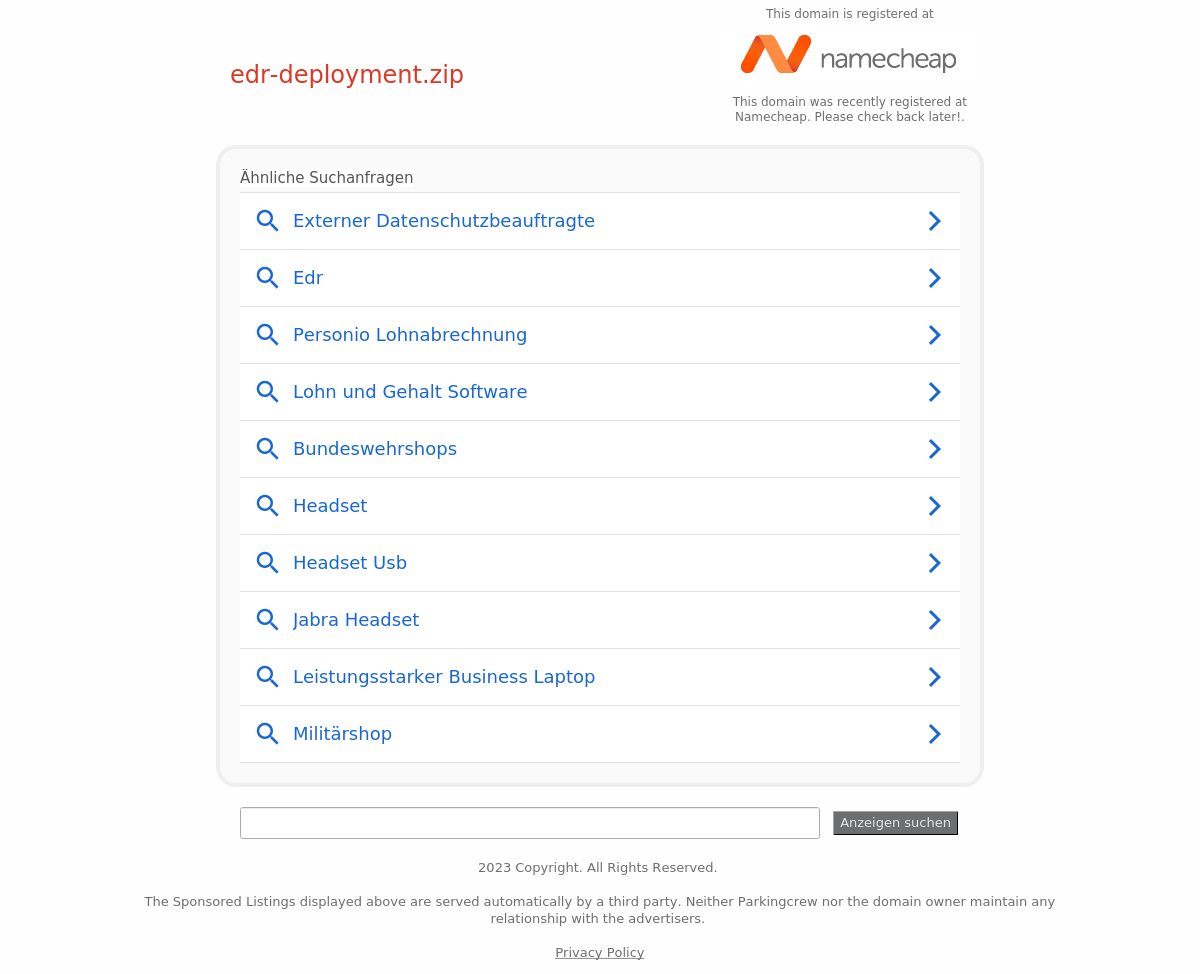 This domain is registered at
namecheap
edr-deployment.zip
This domain was recently registered at
Namecheap. Please check back later!.
Ähnliche Suchanfragen
Externer Datenschutzbeauftragte
Edr
Personio Lohnabrechnung
Lohn und Gehalt Software
Bundeswehrshops
Headset
Headset Usb
Jabra Headset
Leistungsstarker Business Laptop
Militärshop
Anzeigen suchen
2023 Copyright. All Rights Reserved.
The Sponsored Listings displayed above are served automatically by a third party. Neither Parkingcrew nor the domain owner maintain any
relationship with the advertisers.
Privacy Policy